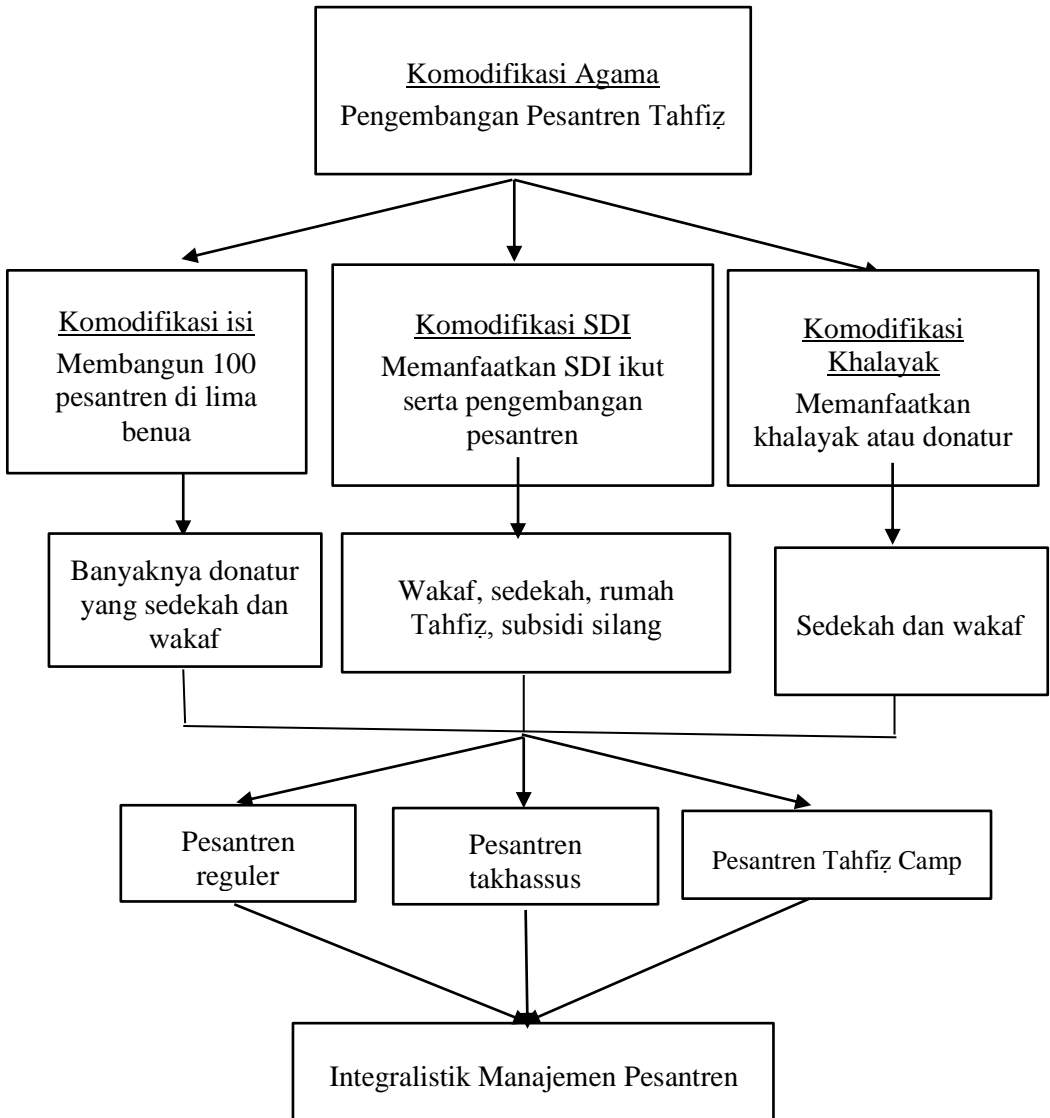 Komodifikasi Agama
Pengembangan Pesantren Tahfiẓ
Komodifikasi isi
Membangun 100
pesantren di lima
benua
Komodifikasi SDI
Memanfaatkan SDI ikut
serta pengembangan
pesantren
Komodifikasi
Khalayak
Memanfaatkan
khalayak atau donatur
Banyaknya donatur
yang sedekah dan
wakaf
Wakaf, sedekah, rumah
Tahfiẓ, subsidi silang
Sedekah dan wakaf
Pesantren
reguler
Pesantren
takhassus
Pesantren Tahfiẓ Camp
Integralistik Manajemen Pesantren